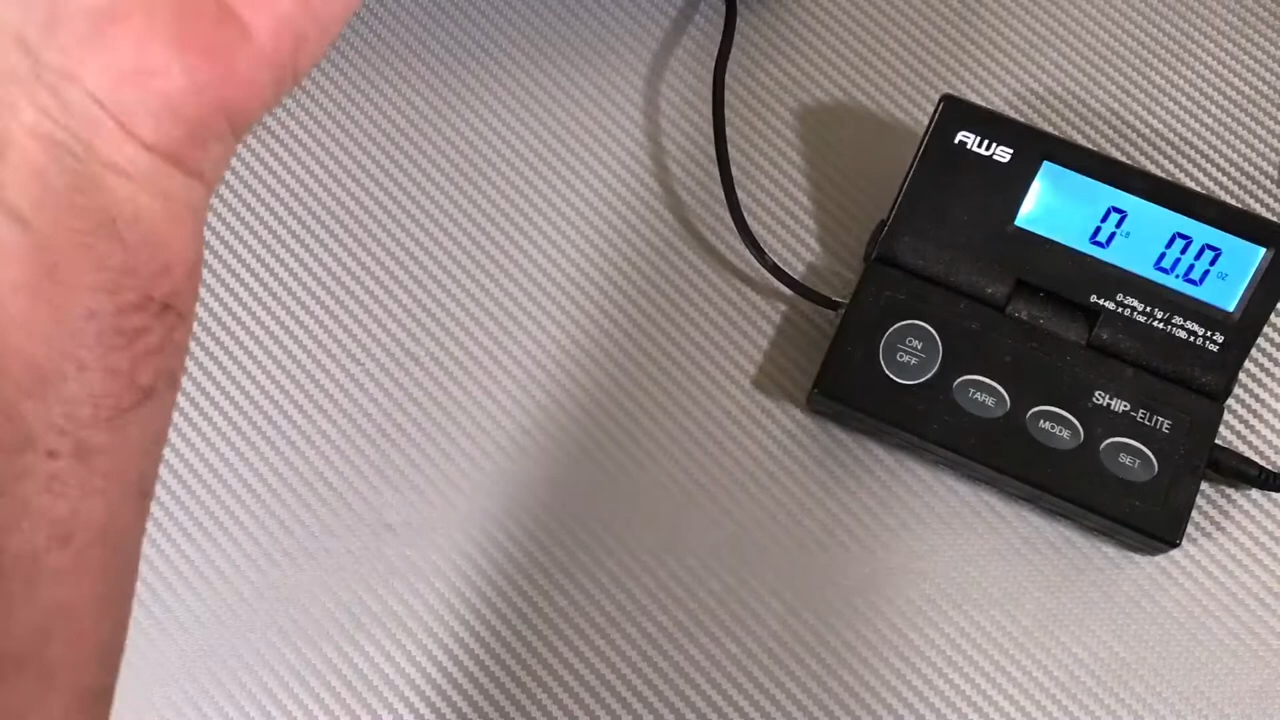 AWS
0 LB 0.0 OZ
0-20kg x 1g / 20-50kg x 2g
0-44lb x 0.1oz / 44-110lb x 0.1oz
SHIP-ELITE
ON
OFF
TARE
MODE
SET